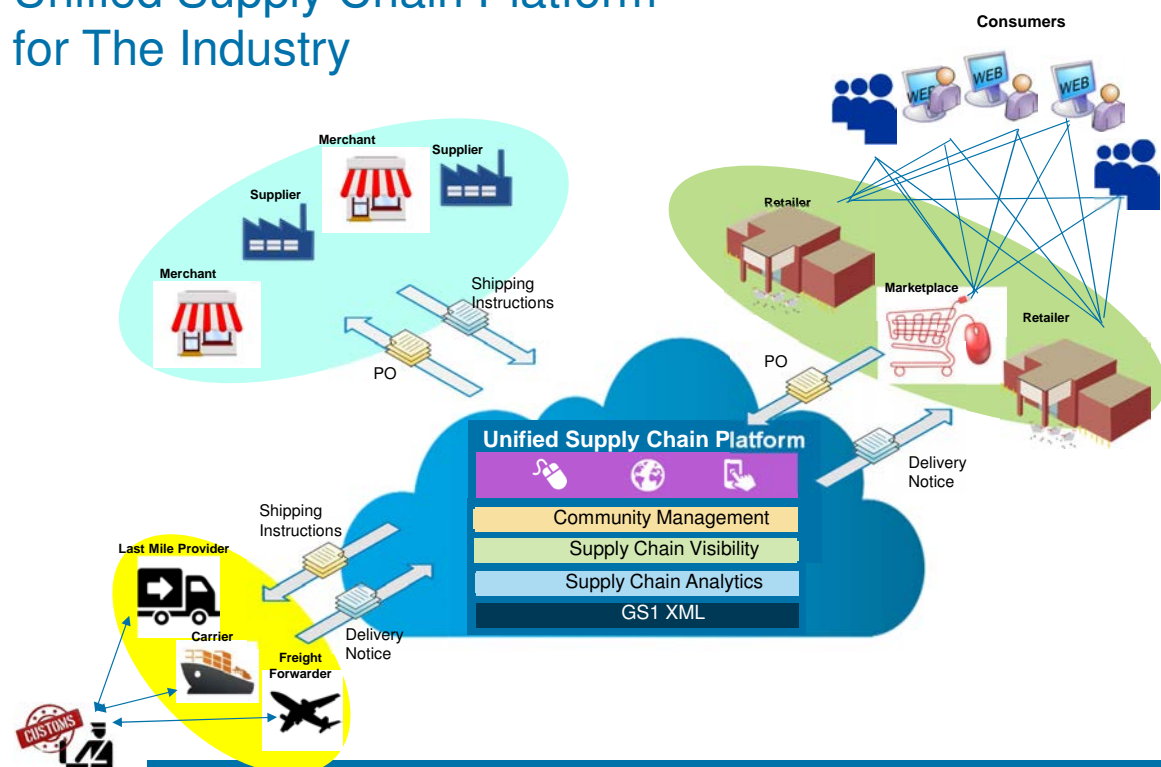 Unified Supply Chain Platform
for The Industry
Consumers
WEB
WEB
WEB
Merchant
Supplier
Supplier
Merchant
Retailer
Marketplace
Retailer
Shipping
Instructions
PO
PO
Delivery
Notice
Unified Supply Chain Platform
Community Management
Supply Chain Visibility
Supply Chain Analytics
GS1 XML
Shipping
Instructions
Last Mile Provider
Carrier
Freight
Forwarder
Delivery
Notice
CUSTOMS